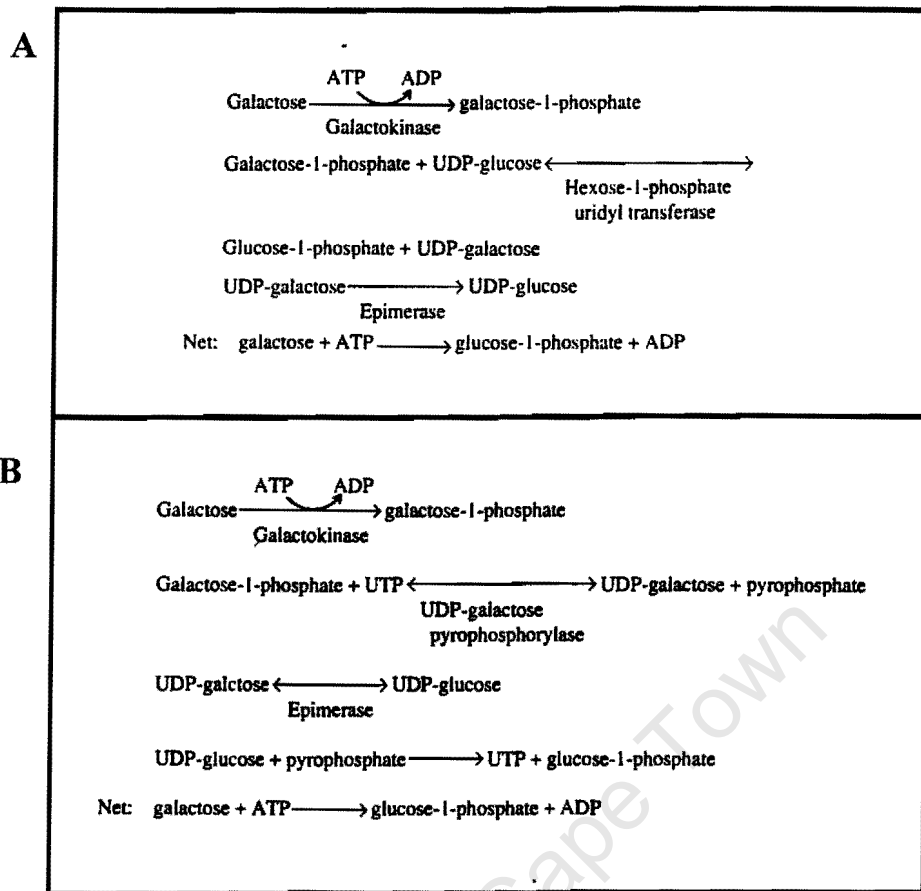 A
ATP ADP
Galactose galactose-1-phosphate
Galactokinase
Galactose-1-phosphate + UDP-glucose
Hexose-1-phosphate
uridyl transferase
Glucose-1-phosphate + UDP-galactose
UDP-galactose UDP-glucose
Epimerase
Net: galactose + ATP glucose-1-phosphate + ADP
B
ATP ADP
Galactose galactose-1-phosphate
Galactokinase
Galactose-1-phosphate + UTP UDP-galactose + pyrophosphate
UDP-galactose
pyrophosphorylase
UDP-galctose UDP-glucose
Epimerase
UDP-glucose + pyrophosphate UTP + glucose-1-phosphate
Net: galactose + ATP glucose-1-phosphate + ADP
Cape Town